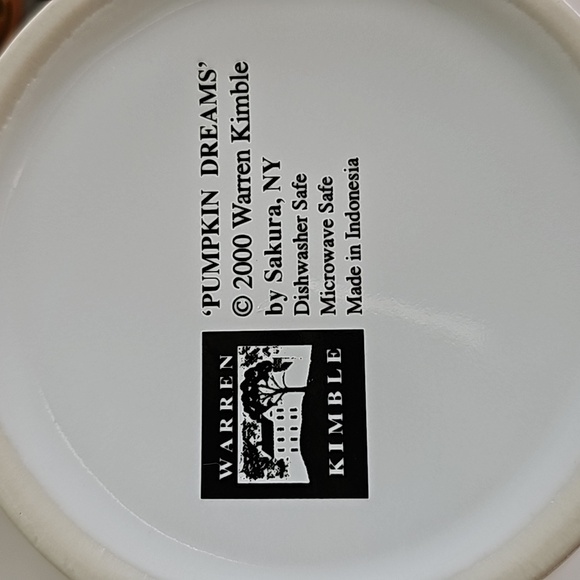 'PUMPKIN DREAMS'
© 2000 Warren Kimble
by Sakura, NY
Dishwasher Safe
Microwave Safe
Made in Indonesia
WARREN
KIMBLE